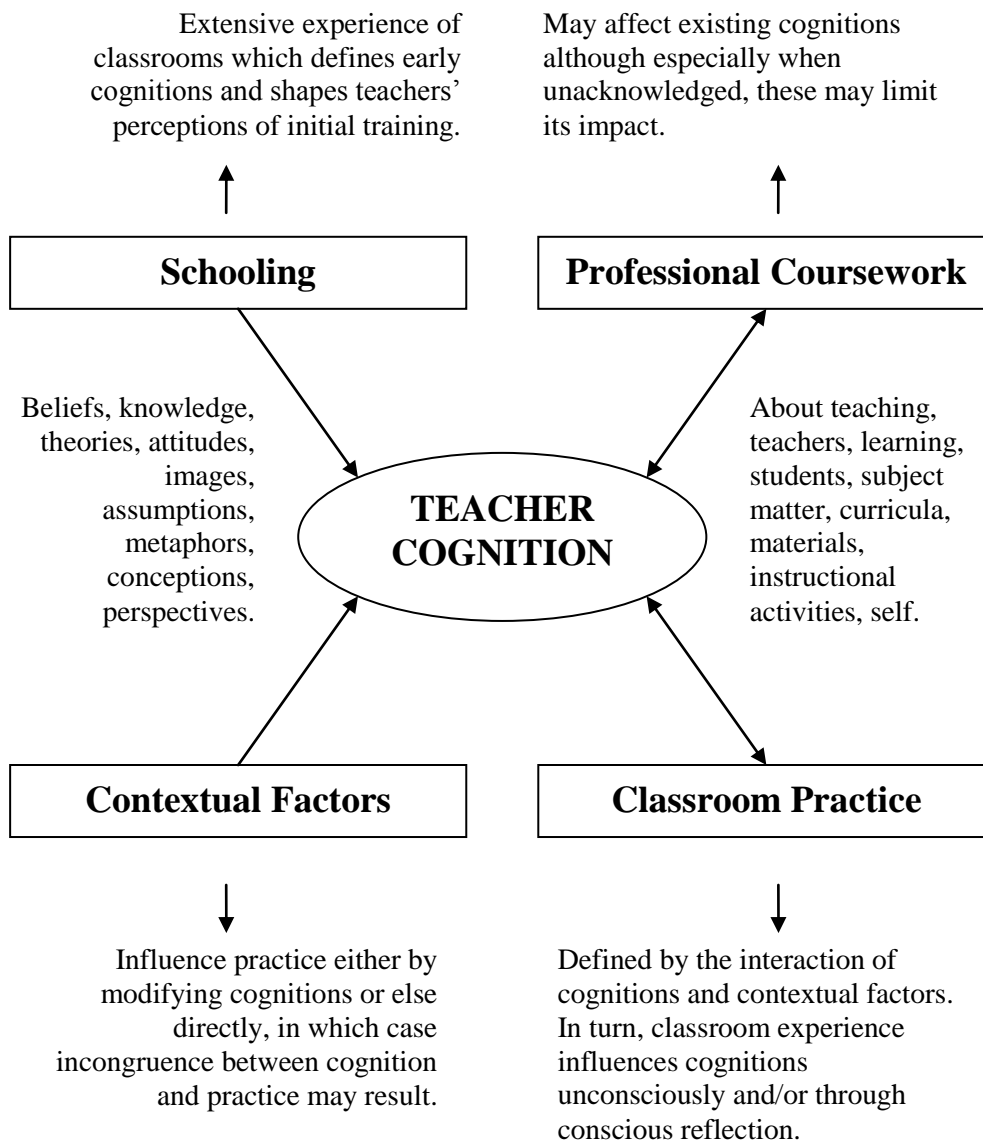 Extensive experience of
classrooms which defines early
cognitions and shapes teachers’
perceptions of initial training.
May affect existing cognitions
although especially when
unacknowledged, these may limit
its impact.
Schooling
Professional Coursework
Beliefs, knowledge,
theories, attitudes,
images,
assumptions,
metaphors,
conceptions,
perspectives.
TEACHER
COGNITION
About teaching,
teachers, learning,
students, subject
matter, curricula,
materials,
instructional
activities, self.
Contextual Factors
Classroom Practice
Influence practice either by
modifying cognitions or else
directly, in which case
incongruence between cognition
and practice may result.
Defined by the interaction of
cognitions and contextual factors.
In turn, classroom experience
influences cognitions
unconsciously and/or through
conscious reflection.